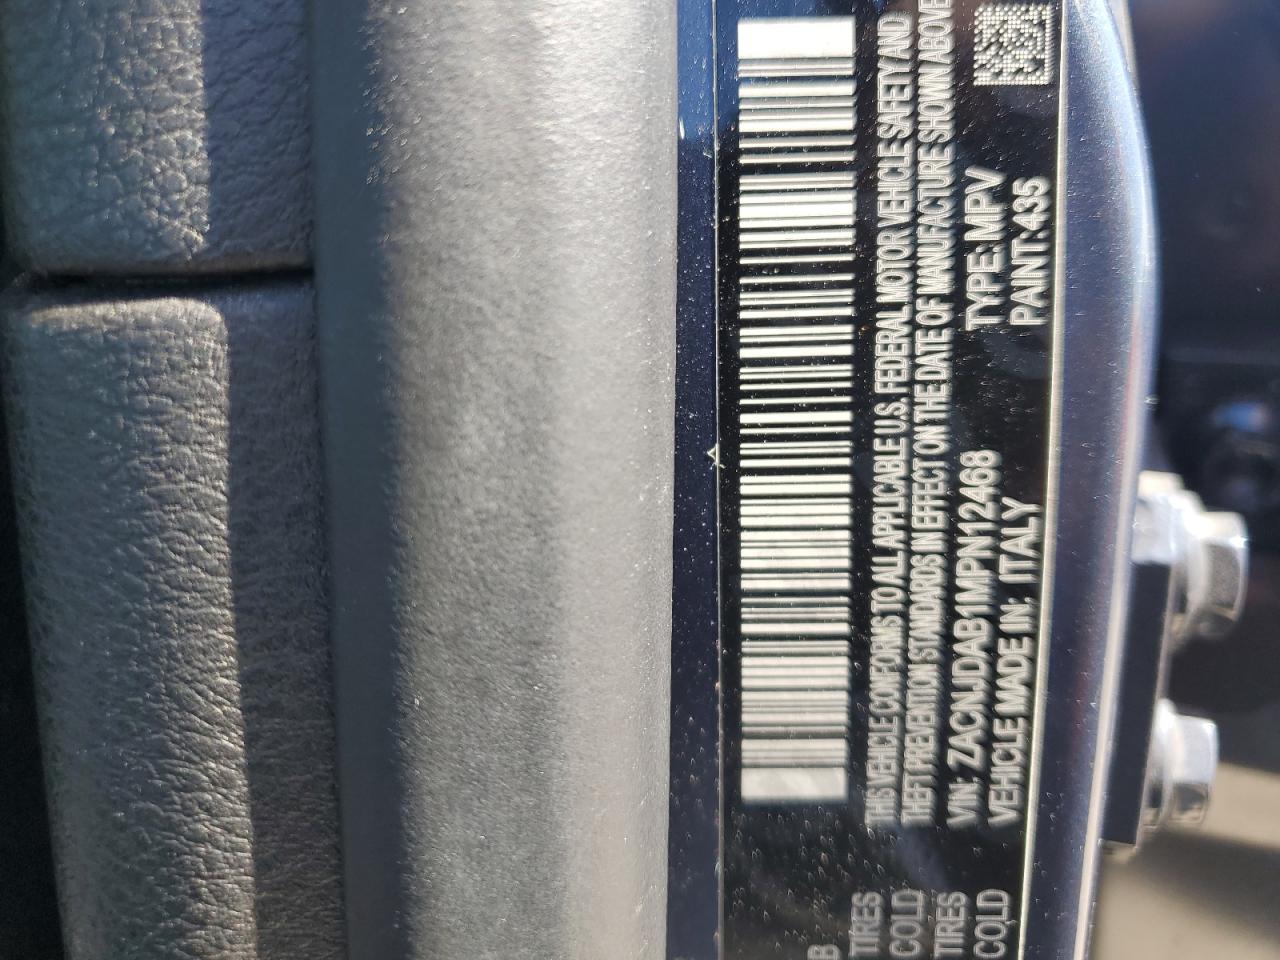 THIS VEHICLE CONFORMS TO ALL APPLICABLE U.S. FEDERAL MOTOR VEHICLE SAFETY AND
THEFT PREVENTION STANDARDS IN EFFECT ON THE DATE OF MANUFACTURE SHOWN ABOVE
VIN: ZACNJDAB1MPN12468 TYPE: MPV
VEHICLE MADE IN: ITALY PAINT: 435
B
TIRES
COLD
TIRES
COLD